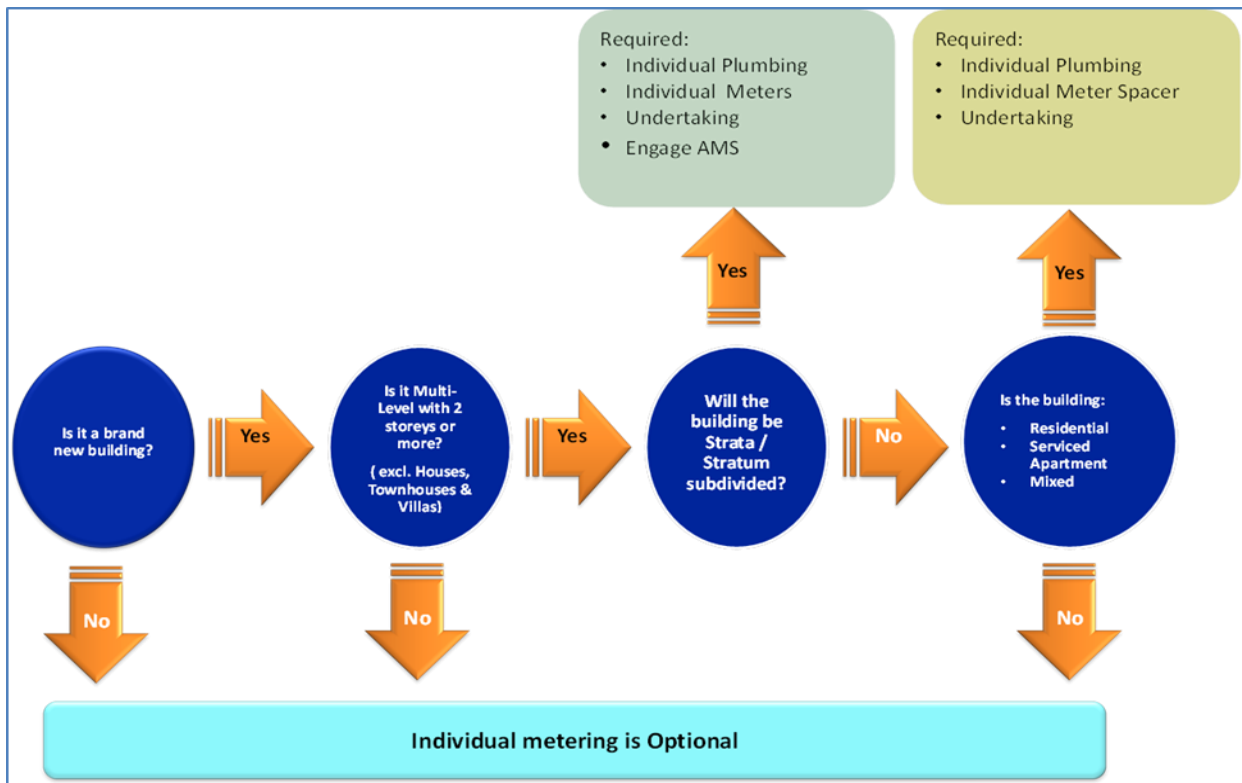 Required:
• Individual Plumbing
• Individual Meters
• Undertaking
• Engage AMS
Required:
• Individual Plumbing
• Individual Meter Spacer
• Undertaking
Yes
Yes
Is it a brand
new building?
Yes
Is it Multi-
Level with 2
storeys or
more?
( excl. Houses,
Townhouses &
Villas)
Yes
Will the
building be
Strata /
Stratum
subdivided?
No
Is the building:
• Residential
• Serviced
Apartment
• Mixed
No
No
No
Individual metering is Optional